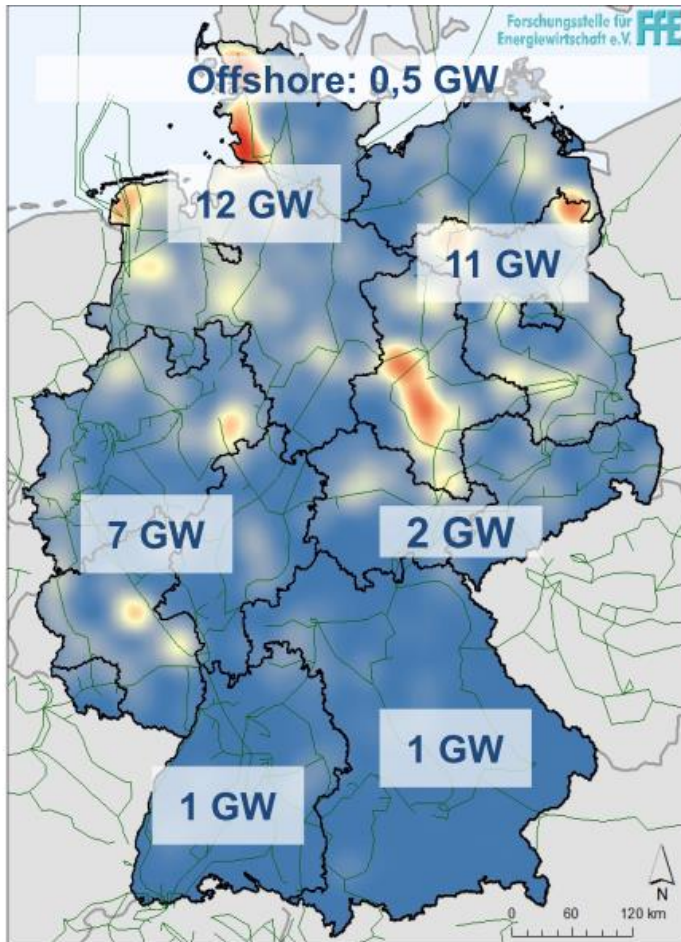 Forschungsstelle für
Energiewirtschaft e.V. FfE
Offshore: 0,5 GW
12 GW
11 GW
7 GW
2 GW
1 GW
1 GW
N
0 60 120 km